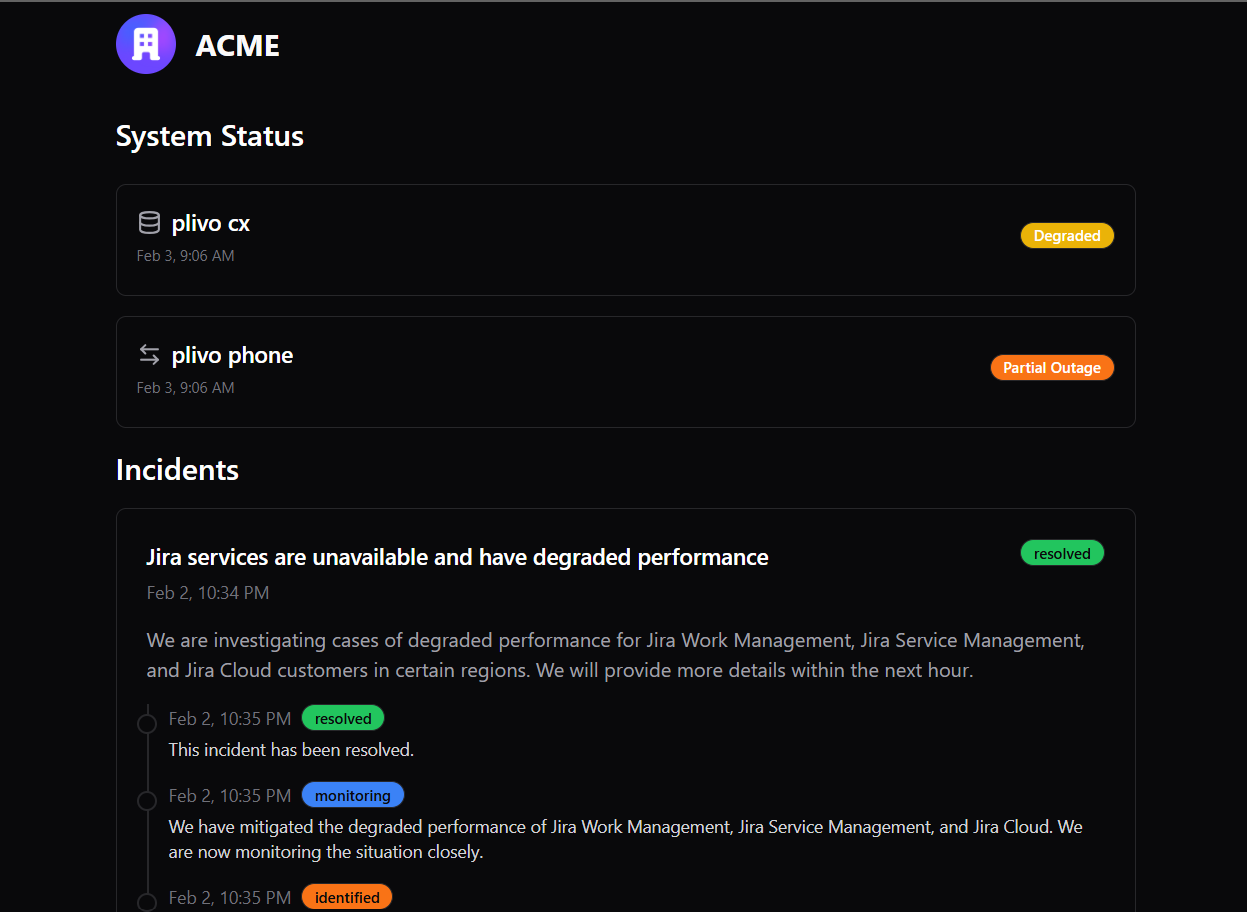 ACME
System Status
plivo cx
Feb 3, 9:06 AM
Degraded
plivo phone
Feb 3, 9:06 AM
Partial Outage
Incidents
Jira services are unavailable and have degraded performance
resolved
Feb 2, 10:34 PM
We are investigating cases of degraded performance for Jira Work Management, Jira Service Management,
and Jira Cloud customers in certain regions. We will provide more details within the next hour.
Feb 2, 10:35 PM resolved
This incident has been resolved.
Feb 2, 10:35 PM monitoring
We have mitigated the degraded performance of Jira Work Management, Jira Service Management, and Jira Cloud. We
are now monitoring the situation closely.
Feb 2, 10:35 PM identified